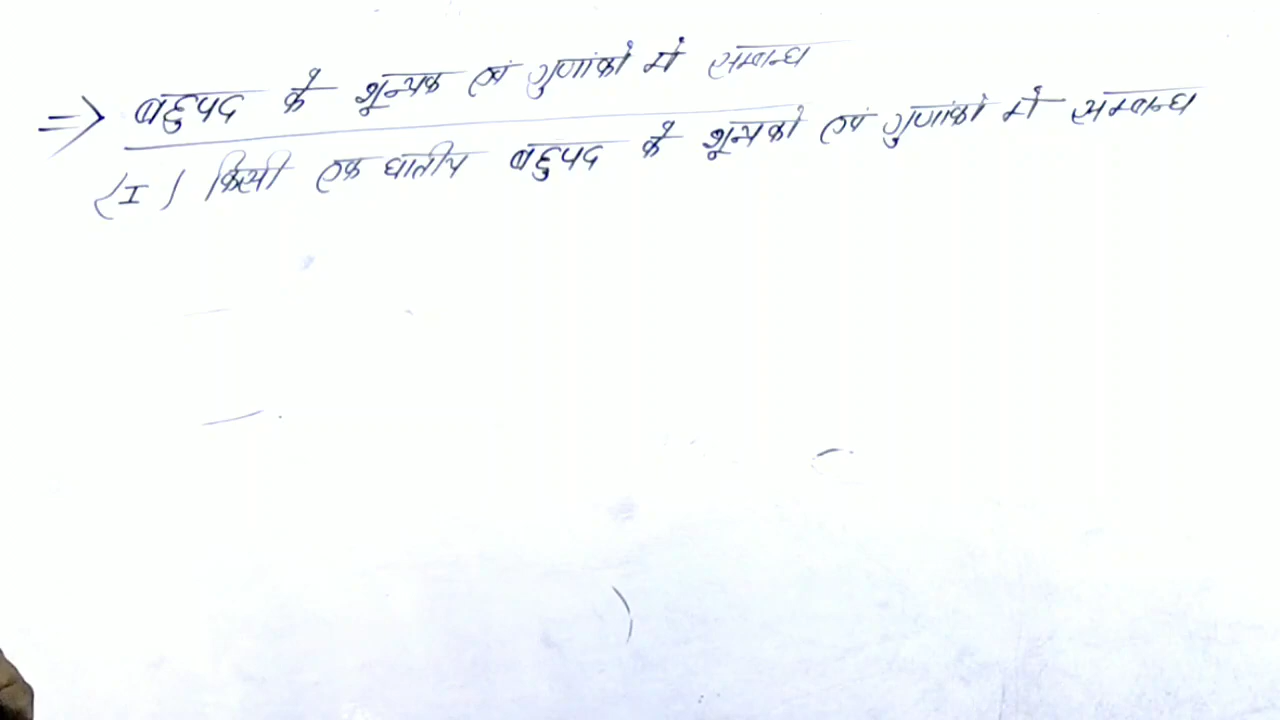 ⇒ बहुपद के शून्यक एवं गुणांको में सम्बन्ध
(I) किसी एक घातीय बहुपद के शून्यको एवं गुणांको में सम्बन्ध